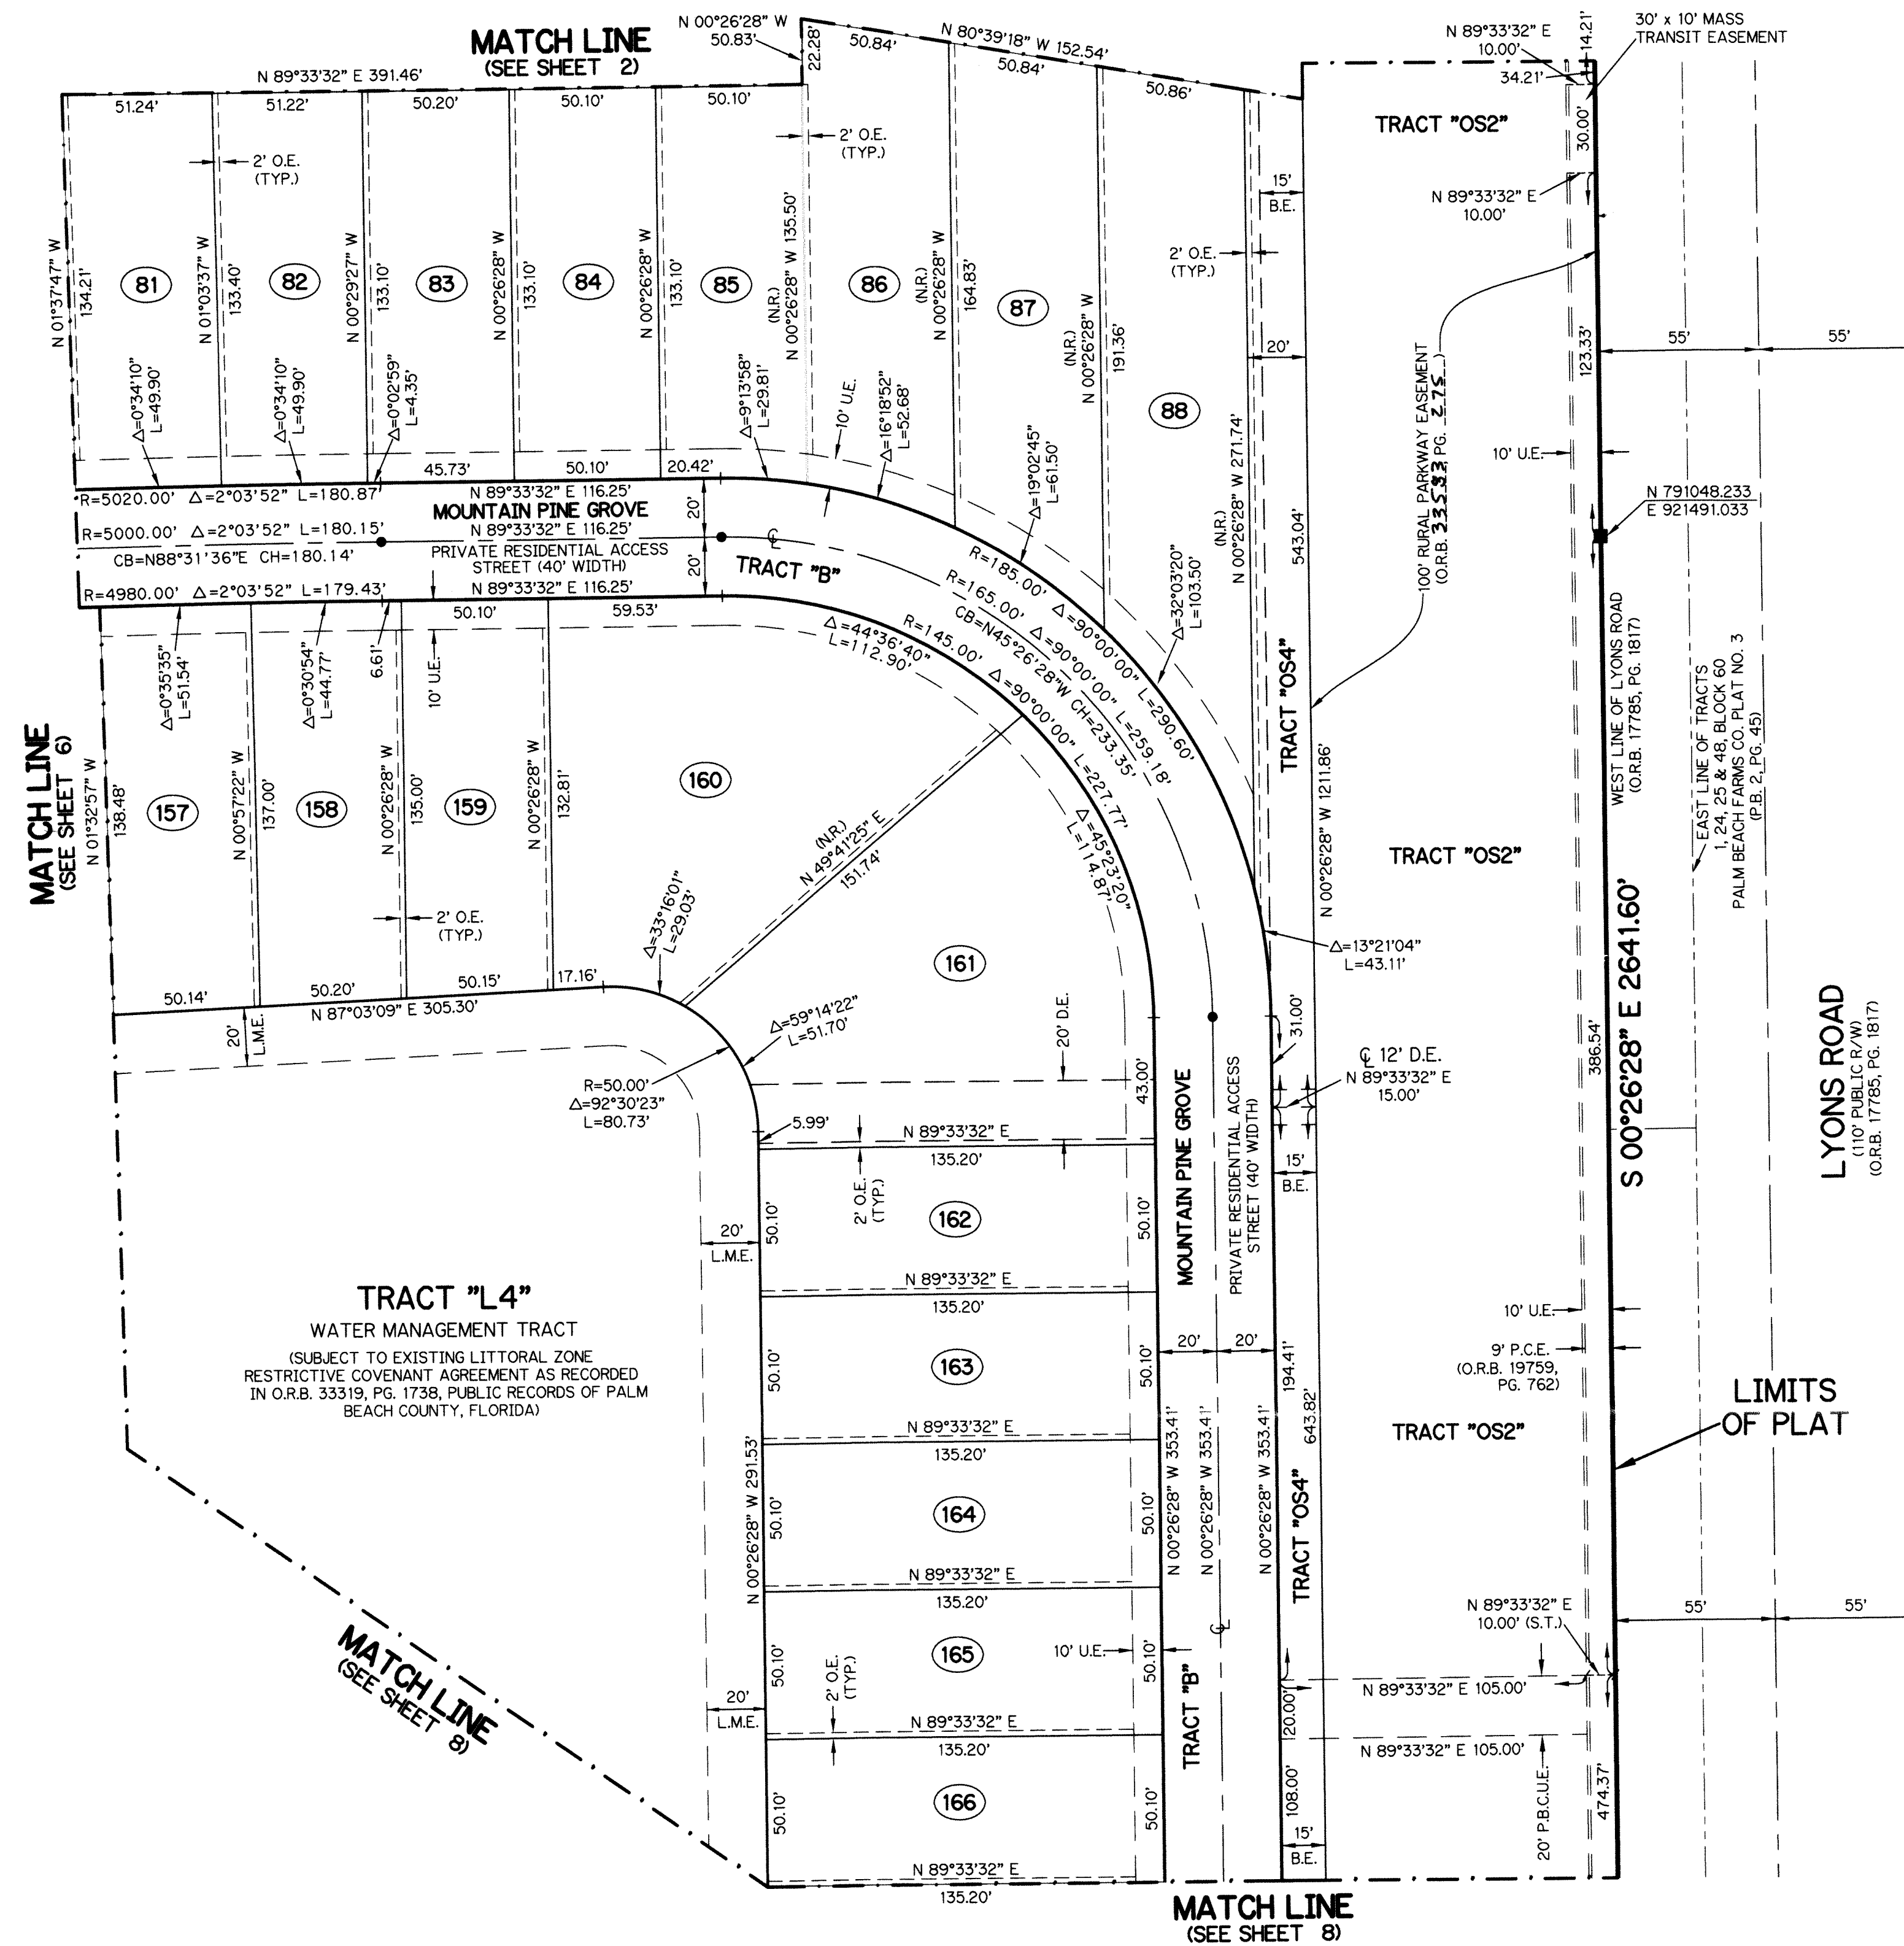 MATCH LINE
(SEE SHEET 2)
N 89°33'32" E 391.46'
N 00°26'28" W
50.83'
22.28'
50.84'
N 80°39'18" W 152.54'
50.84'
50.86'
N 89°33'32" E
10.00'
34.21'
14.21'
30' x 10' MASS
TRANSIT EASEMENT
51.24'
51.22'
50.20'
50.10'
50.10'
2' O.E.
(TYP.)
2' O.E.
(TYP.)
TRACT "OS2"
30.00'
N 89°33'32" E
10.00'
15'
B.E.
2' O.E.
(TYP.)
N 01°37'47" W
134.21'
81
N 01°03'37" W
133.40'
82
N 00°29'27" W
133.10'
83
N 00°26'28" W
133.10'
84
N 00°26'28" W
133.10'
85
(N.R.)
N 00°26'28" W 135.50'
86
(N.R.)
N 00°26'28" W
164.83'
87
(N.R.)
N 00°26'28" W
191.36'
88
(N.R.)
N 00°26'28" W 271.74'
20'
543.04'
100' RURAL PARKWAY EASEMENT
(O.R.B. 33593, PG. 275)
123.33'
55'
55'
Δ=0°34'10"
L=49.90'
Δ=0°34'10"
L=49.90'
Δ=0°02'59"
L=4.35'
Δ=9°13'58"
L=29.81'
10' U.E.
Δ=16°18'52"
L=52.68'
Δ=19°02'45"
L=61.50'
Δ=32°03'20"
L=103.50'
10' U.E.
N 791048.233
E 921491.033
45.73'
50.10'
20.42'
R=5020.00' Δ=2°03'52" L=180.87'
N 89°33'32" E 116.25'
MOUNTAIN PINE GROVE
R=5000.00' Δ=2°03'52" L=180.15'
N 89°33'32" E 116.25'
CB=N88°31'36"E CH=180.14'
PRIVATE RESIDENTIAL ACCESS
STREET (40' WIDTH)
20'
20'
TRACT "B"
R=4980.00' Δ=2°03'52" L=179.43'
N 89°33'32" E 116.25'
50.10'
59.53'
R=185.00' Δ=90°00'00" L=290.60'
R=165.00' Δ=90°00'00" L=259.18'
CB=N45°26'28"W CH=233.35'
R=145.00' Δ=90°00'00" L=227.77'
Δ=44°36'40"
L=112.90'
Δ=45°23'20"
L=114.87'
TRACT "OS4"
N 00°26'28" W 1211.86'
WEST LINE OF LYONS ROAD
(O.R.B. 17785, PG. 1817)
EAST LINE OF TRACTS
1, 24, 25 & 48, BLOCK 60
PALM BEACH FARMS CO. PLAT NO. 3
(P.B. 2, PG. 45)
MATCH LINE
(SEE SHEET 6)
Δ=0°35'35"
L=51.54'
Δ=0°30'54"
L=44.77'
6.61'
10' U.E.
N 01°32'57" W
138.48'
157
N 00°57'22" W
137.00'
158
N 00°26'28" W
135.00'
159
N 00°26'28" W
132.81'
160
(N.R.)
N 49°41'25" E
151.74'
TRACT "OS2"
2' O.E.
(TYP.)
Δ=33°16'01"
L=29.03'
161
Δ=13°21'04"
L=43.11'
50.14'
50.20'
50.15'
17.16'
N 87°03'09" E 305.30'
20'
L.M.E.
Δ=59°14'22"
L=51.70'
R=50.00'
Δ=92°30'23"
L=80.73'
5.99'
20' D.E.
43.00'
31.00'
℄ 12' D.E.
N 89°33'32" E
15.00'
386.54'
S 00°26'28" E 2641.60'
LYONS ROAD
(110' PUBLIC R/W)
(O.R.B. 17785, PG. 1817)
N 89°33'32" E
135.20'
2' O.E.
(TYP.)
MOUNTAIN PINE GROVE
PRIVATE RESIDENTIAL ACCESS
STREET (40' WIDTH)
15'
B.E.
50.10'
162
50.10'
20'
L.M.E.
N 89°33'32" E
135.20'
TRACT "L4"
WATER MANAGEMENT TRACT
(SUBJECT TO EXISTING LITTORAL ZONE
RESTRICTIVE COVENANT AGREEMENT AS RECORDED
IN O.R.B. 33319, PG. 1738, PUBLIC RECORDS OF PALM
BEACH COUNTY, FLORIDA)
50.10'
163
50.10'
20'
20'
194.41'
643.82'
10' U.E.
9' P.C.E.
(O.R.B. 19759,
PG. 762)
LIMITS
OF PLAT
TRACT "OS2"
N 89°33'32" E
135.20'
N 00°26'28" W 291.53'
50.10'
164
50.10'
N 00°26'28" W 353.41'
N 00°26'28" W 353.41'
N 00°26'28" W 353.41'
TRACT "OS4"
N 89°33'32" E
135.20'
N 89°33'32" E
10.00' (S.T.)
55'
55'
50.10'
2' O.E.
(TYP.)
165
10' U.E.
50.10'
℄
TRACT "B"
20'
L.M.E.
N 89°33'32" E 105.00'
120.00'
N 89°33'32" E
135.20'
N 89°33'32" E 105.00'
MATCH LINE
(SEE SHEET 8)
50.10'
166
50.10'
108.00'
15'
B.E.
20' P.B.C.U.E.
474.37'
N 89°33'32" E
135.20'
MATCH LINE
(SEE SHEET 8)